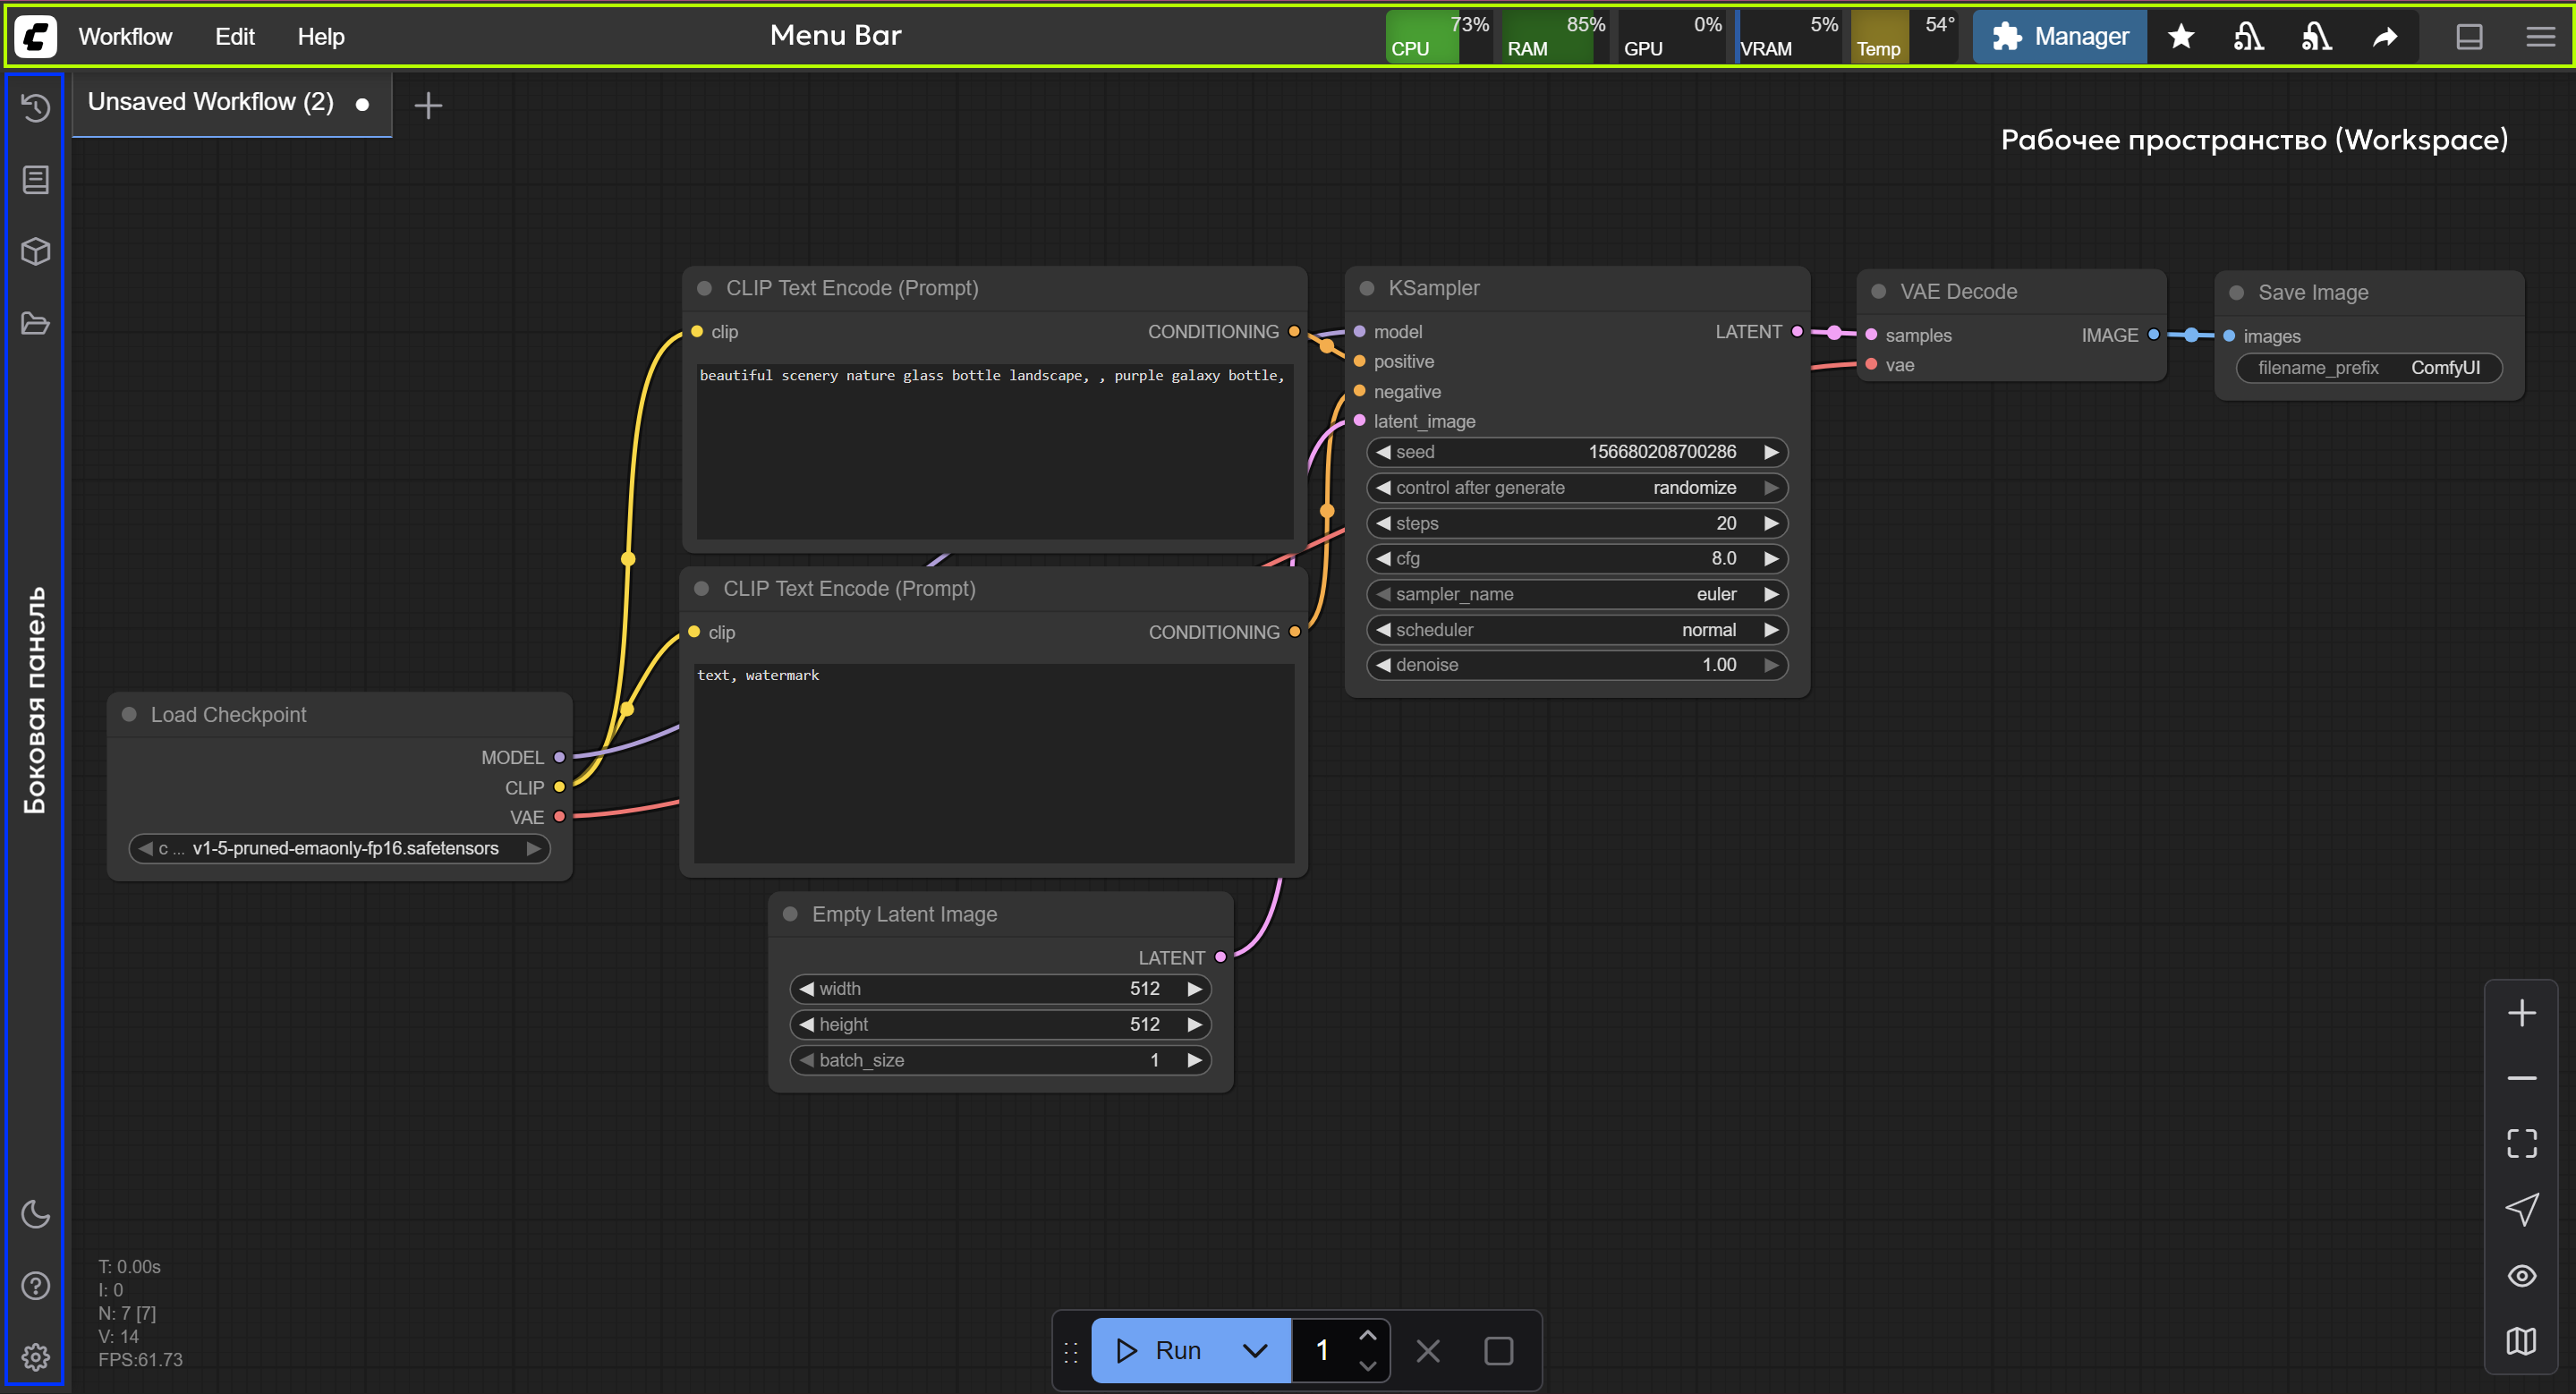 Workflow Edit Help Menu Bar CPU 73% RAM 85% GPU 0% VRAM 5% Temp 54° Manager
Unsaved Workflow (2)
Рабочее пространство (Workspace)
Боковая панель
CLIP Text Encode (Prompt)
clip CONDITIONING
beautiful scenery nature glass bottle landscape, , purple galaxy bottle,
CLIP Text Encode (Prompt)
clip CONDITIONING
text, watermark
KSampler
model LATENT
positive
negative
latent_image
seed 156680208700286
control after generate randomize
steps 20
cfg 8.0
sampler_name euler
scheduler normal
denoise 1.00
VAE Decode
samples IMAGE
vae
Save Image
images
filename_prefix ComfyUI
Load Checkpoint
MODEL
CLIP
VAE
c ... v1-5-pruned-emaonly-fp16.safetensors
Empty Latent Image
LATENT
width 512
height 512
batch_size 1
T: 0.00s
I: 0
N: 7 [7]
V: 14
FPS:61.73
Run 1